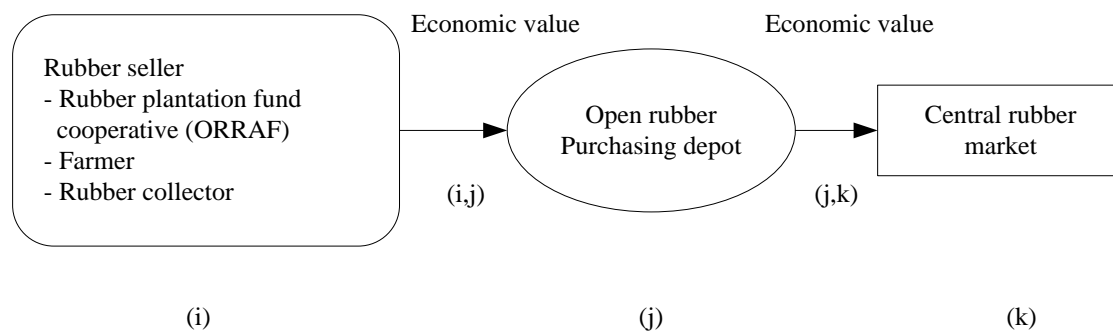 Economic value
Economic value
Rubber seller
- Rubber plantation fund
cooperative (ORRAF)
- Farmer
- Rubber collector
Open rubber
Purchasing depot
Central rubber
market
(i,j)
(j,k)
(i)
(j)
(k)